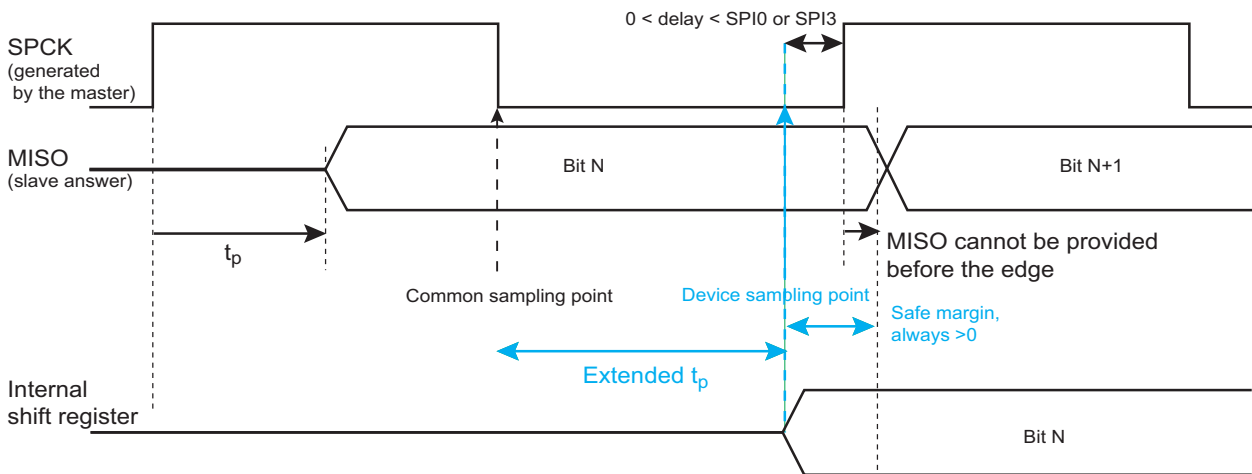 0 < delay < SPI0 or SPI3
SPCK
(generated
by the master)
MISO
(slave answer)
Bit N
Bit N+1
tp
MISO cannot be provided
before the edge
Common sampling point
Device sampling point
Safe margin,
always >0
Extended tp
Internal
shift register
Bit N